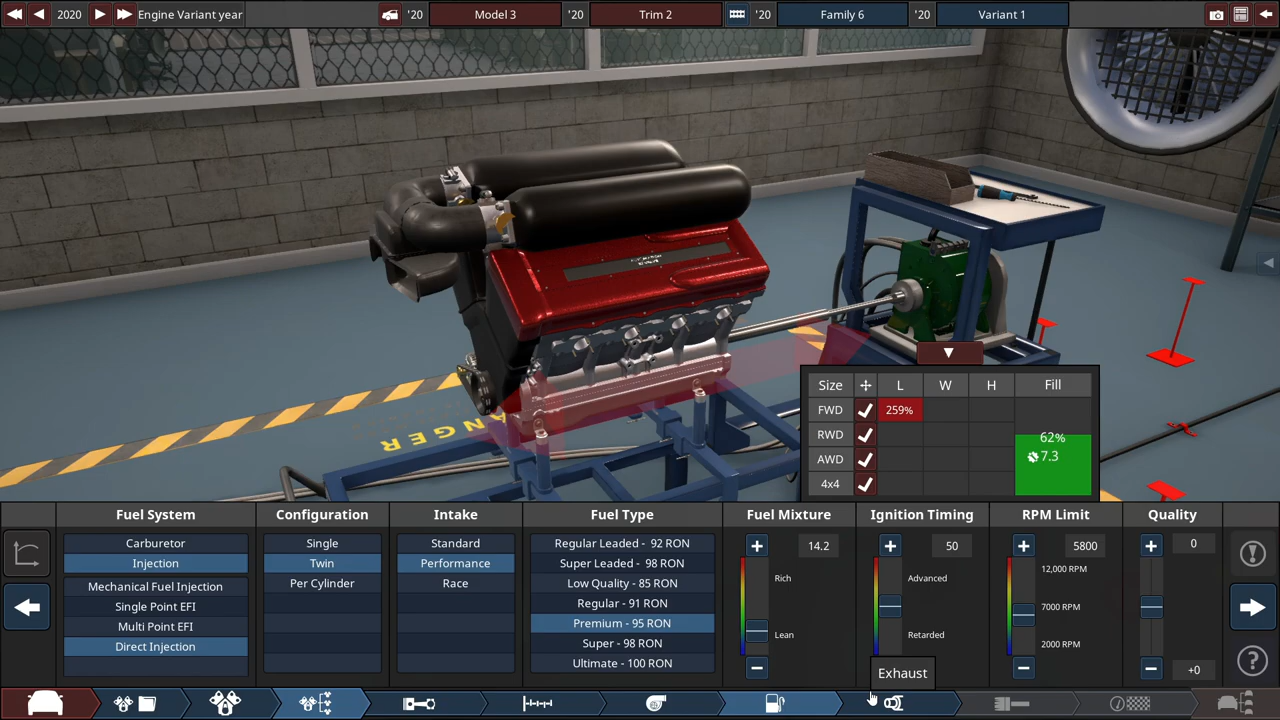 2020 Engine Variant year '20 Model 3 '20 Trim 2 '20 Family 6 '20 Variant 1
ANGER
Size L W H Fill
FWD 259%
RWD 62%
AWD 7.3
4x4
Fuel System Configuration Intake Fuel Type Fuel Mixture Ignition Timing RPM Limit Quality
Carburetor Single Standard Regular Leaded - 92 RON 14.2 50 5800 0
Injection Twin Performance Super Leaded - 98 RON 12,000 RPM
Mechanical Fuel Injection Per Cylinder Race Low Quality - 85 RON Rich Advanced
Single Point EFI Regular - 91 RON 7000 RPM
Multi Point EFI Premium - 95 RON Lean Retarded
Direct Injection Super - 98 RON 2000 RPM
Ultimate - 100 RON +0
Exhaust